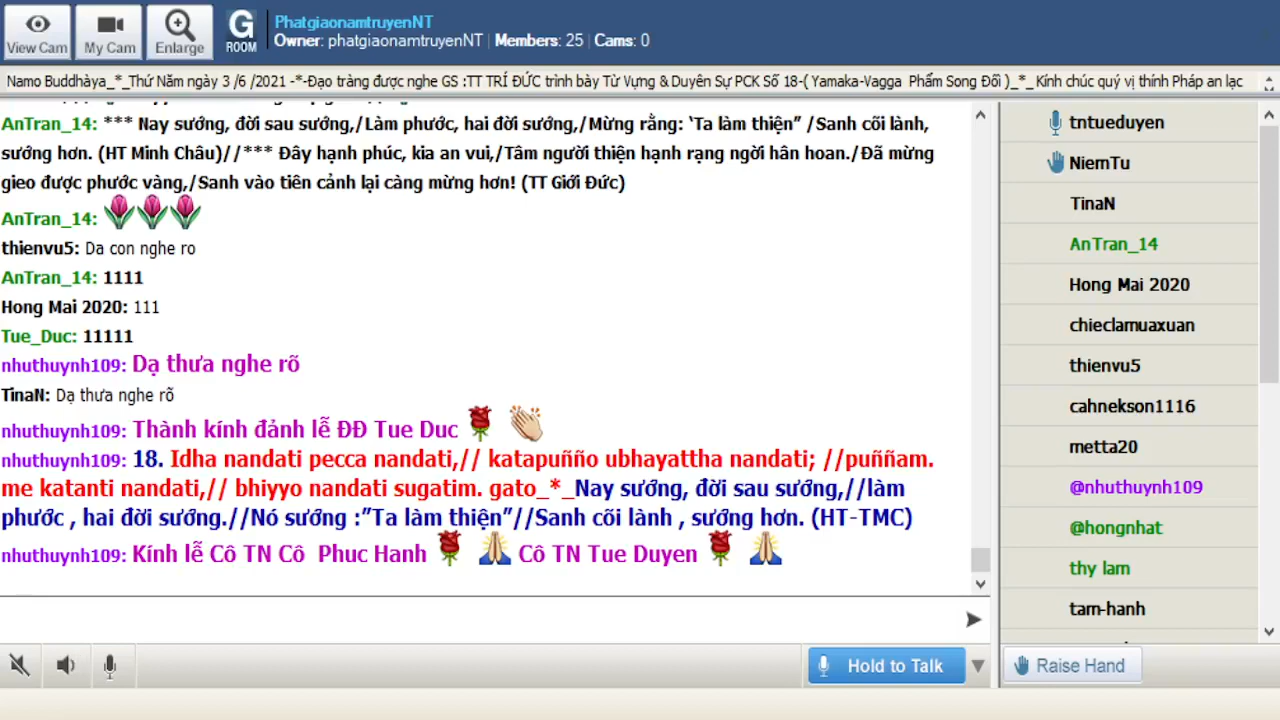 View Cam
My Cam
Enlarge
G
ROOM
PhatgiaonamtruyenNT
Owner: phatgiaonamtruyenNT | Members: 25 | Cams: 0
Namo Buddhàya_*_Thứ Năm ngày 3 /6 /2021 -*-Đạo tràng được nghe GS :TT TRÍ ĐỨC trình bày Từ Vựng & Duyên Sự PCK Số 18-( Yamaka-Vagga Phẩm Song Đối )_*_Kính chúc quý vị thính Pháp an lạc
AnTran_14: *** Nay sướng, đời sau sướng,/Làm phước, hai đời sướng,/Mừng rằng: ‘Ta làm thiện” /Sanh cõi lành,
sướng hơn. (HT Minh Châu)//*** Đây hạnh phúc, kia an vui,/Tâm người thiện hạnh rạng ngời hân hoan./Đã mừng
gieo được phước vàng,/Sanh vào tiên cảnh lại càng mừng hơn! (TT Giới Đức)
AnTran_14:
thienvu5: Da con nghe ro
AnTran_14: 1111
Hong Mai 2020: 111
Tue_Duc: 11111
nhuthuynh109: Dạ thưa nghe rõ
TinaN: Dạ thưa nghe rõ
nhuthuynh109: Thành kính đảnh lễ ĐĐ Tue Duc
nhuthuynh109: 18. Idha nandati pecca nandati,// katapuñño ubhayattha nandati; //puññam.
me katanti nandati,// bhiyyo nandati sugatim. gato_*_Nay sướng, đời sau sướng,//làm
phước , hai đời sướng.//Nó sướng :”Ta làm thiện”//Sanh cõi lành , sướng hơn. (HT-TMC)
nhuthuynh109: Kính lễ Cô TN Cô Phuc Hanh Cô TN Tue Duyen
Hold to Talk
tntueduyen
NiemTu
TinaN
AnTran_14
Hong Mai 2020
chieclamuaxuan
thienvu5
cahnekson1116
metta20
@nhuthuynh109
@hongnhat
thy lam
tam-hanh
Raise Hand